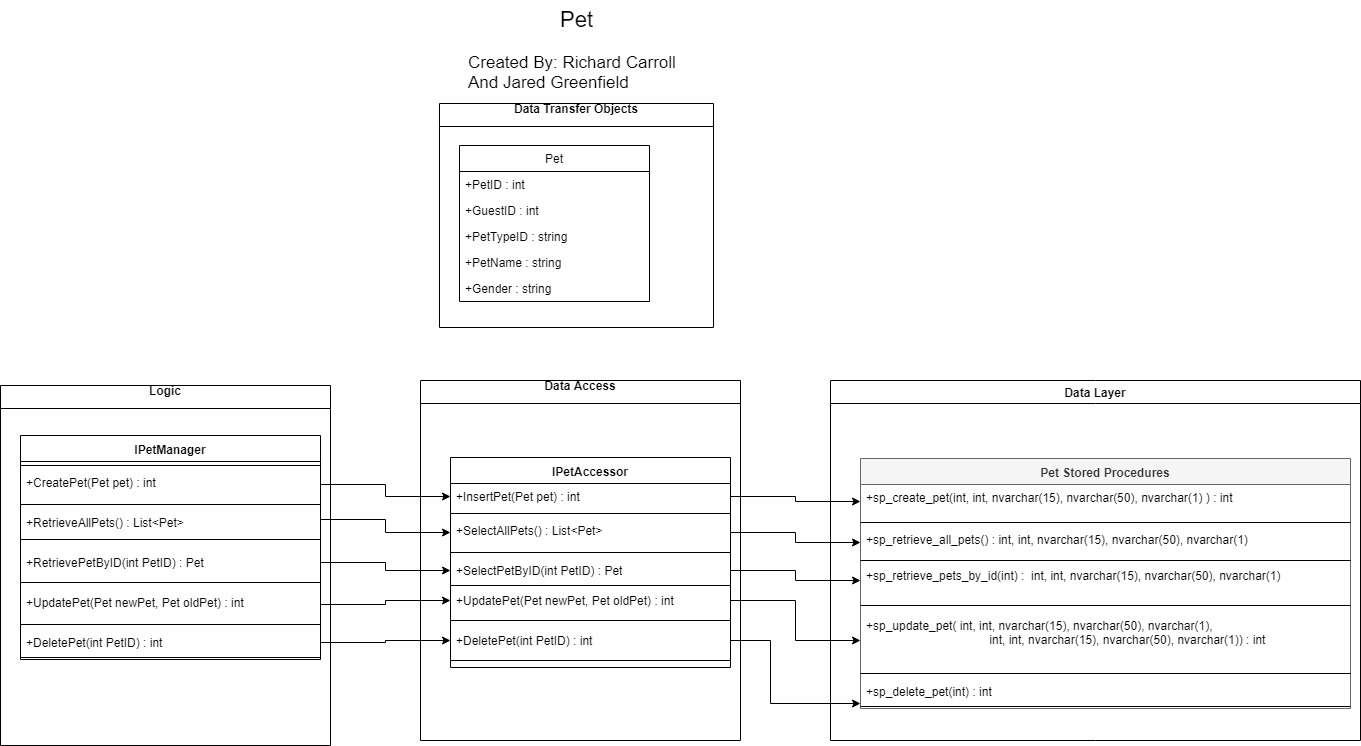 Pet
Created By: Richard Carroll
And Jared Greenfield
Data Transfer Objects
Pet
+PetID : int
+GuestID : int
+PetTypeID : string
+PetName : string
+Gender : string
Logic
IPetManager
+CreatePet(Pet pet) : int
+RetrieveAllPets() : List<Pet>
+RetrievePetByID(int PetID) : Pet
+UpdatePet(Pet newPet, Pet oldPet) : int
+DeletePet(int PetID) : int
Data Access
IPetAccessor
+InsertPet(Pet pet) : int
+SelectAllPets() : List<Pet>
+SelectPetByID(int PetID) : Pet
+UpdatePet(Pet newPet, Pet oldPet) : int
+DeletePet(int PetID) : int
Data Layer
Pet Stored Procedures
+sp_create_pet(int, int, nvarchar(15), nvarchar(50), nvarchar(1) ) : int
+sp_retrieve_all_pets() : int, int, nvarchar(15), nvarchar(50), nvarchar(1)
+sp_retrieve_pets_by_id(int) :  int, int, nvarchar(15), nvarchar(50), nvarchar(1)
+sp_update_pet( int, int, nvarchar(15), nvarchar(50), nvarchar(1),
int, int, nvarchar(15), nvarchar(50), nvarchar(1)) : int
+sp_delete_pet(int) : int